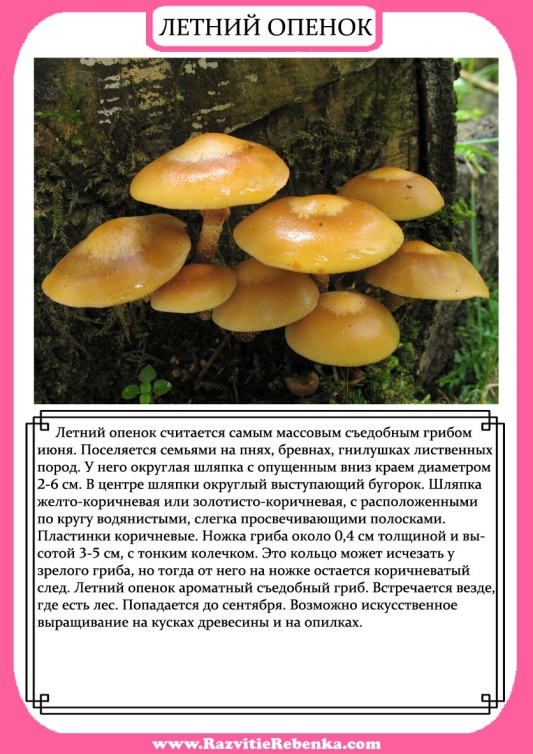 ЛЕТНИЙ ОПЕНОК
Летний опенок считается самым массовым съедобным грибом
июня. Поселяется семьями на пнях, бревнах, гнилушках лиственных
пород. У него округлая шляпка с опущенным вниз краем диаметром
2-6 см. В центре шляпки округлый выступающий бугорок. Шляпка
желто-коричневая или золотисто-коричневая, с расположенными
по кругу водянистыми, слегка просвечивающими полосками.
Пластинки коричневые. Ножка гриба около 0,4 см толщиной и вы-
сотой 3-5 см, с тонким колечком. Это кольцо может исчезать у
зрелого гриба, но тогда от него на ножке остается коричневатый
след. Летний опенок ароматный съедобный гриб. Встречается везде,
где есть лес. Попадается до сентября. Возможно искусственное
выращивание на кусках древесины и на опилках.
www.RazvitieRebenka.com